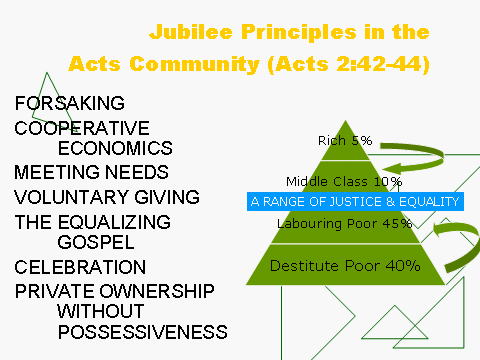 Jubilee Principles in the
Acts Community (Acts 2:42-44)
FORSAKING
COOPERATIVE
ECONOMICS
MEETING NEEDS
VOLUNTARY GIVING
THE EQUALIZING
GOSPEL
CELEBRATION
PRIVATE OWNERSHIP
WITHOUT
POSSESSIVENESS
Rich 5%
Middle Class 10%
A RANGE OF JUSTICE & EQUALITY
Labouring Poor 45%
Destitute Poor 40%